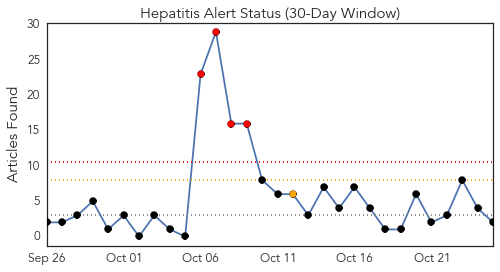 Hepatitis Alert Status (30-Day Window)
Articles Found
30
25
20
15
10
5
0
Sep 26 Oct 01 Oct 06 Oct 11 Oct 16 Oct 21